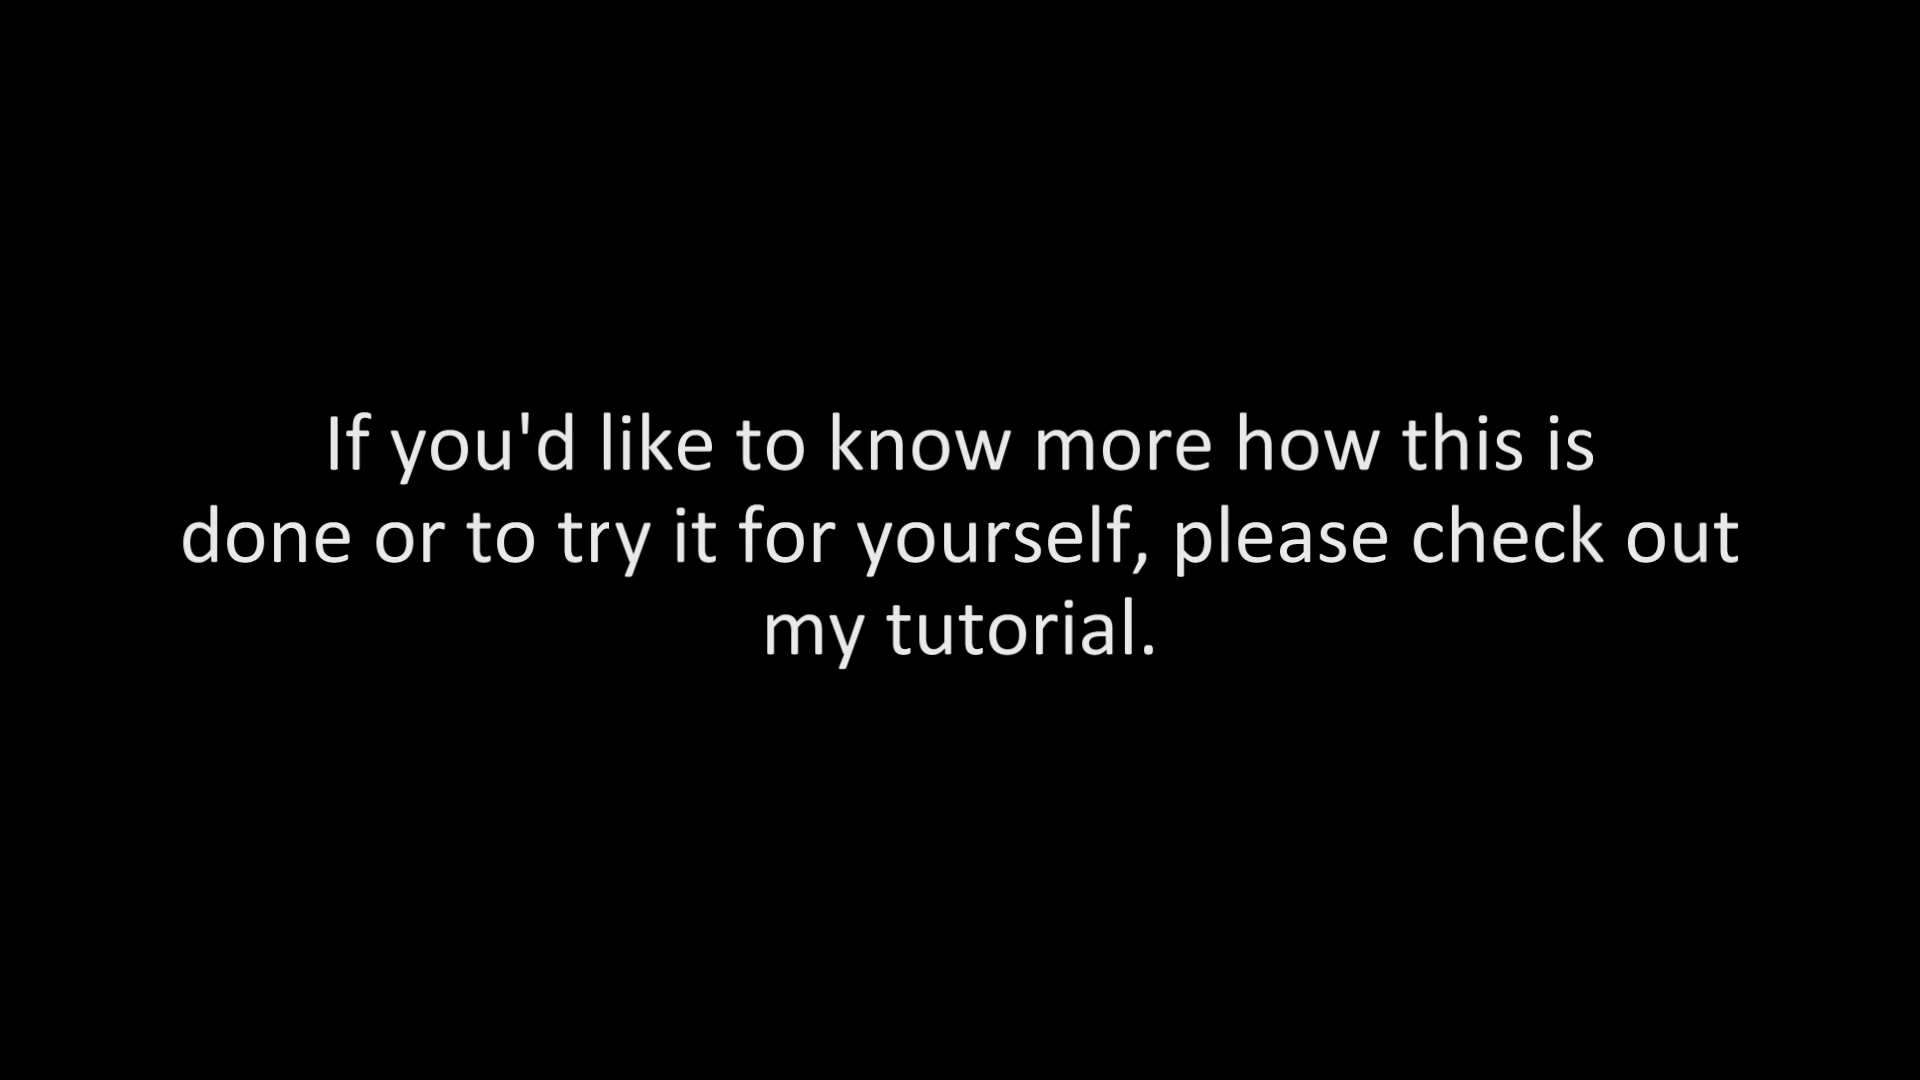 If you'd like to know more how this is
done or to try it for yourself, please check out
my tutorial.